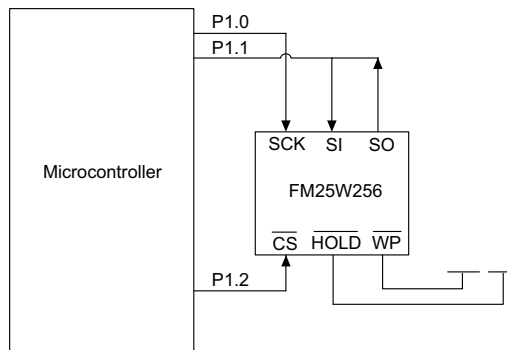 P1.0
P1.1
SCK SI SO
Microcontroller
FM25W256
CS HOLD WP
P1.2